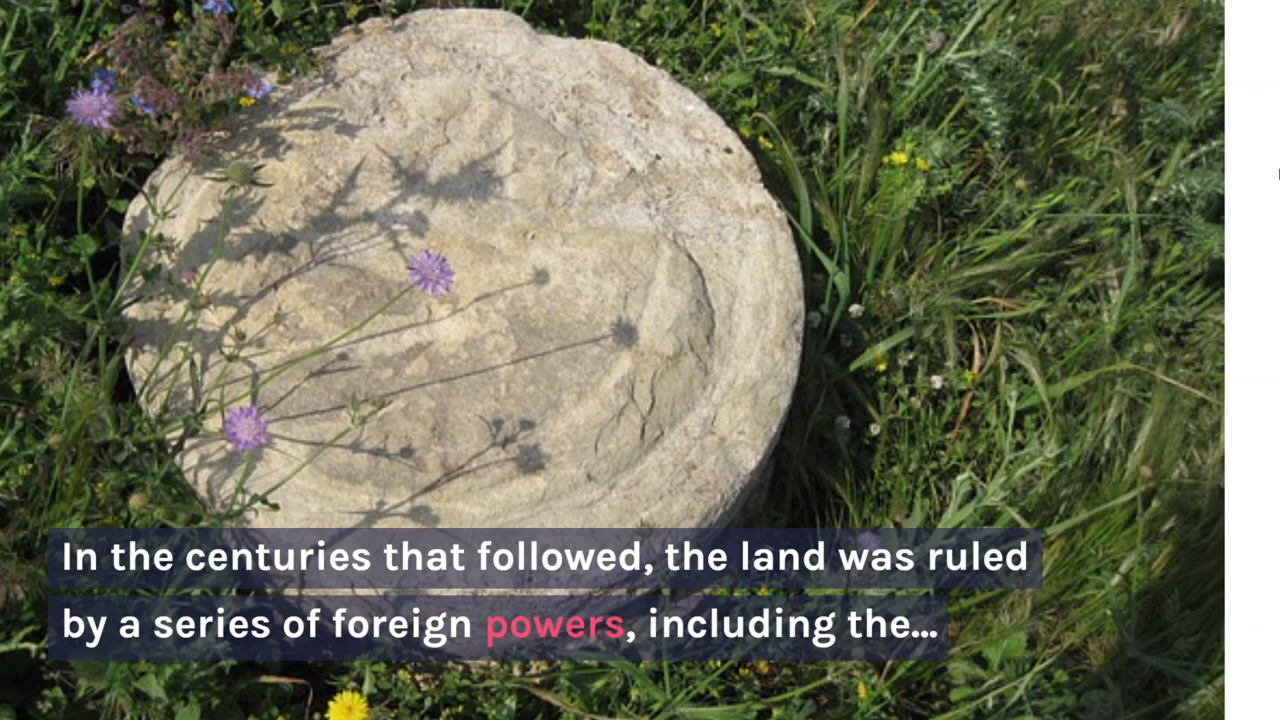 In the centuries that followed, the land was ruled
by a series of foreign powers, including the...